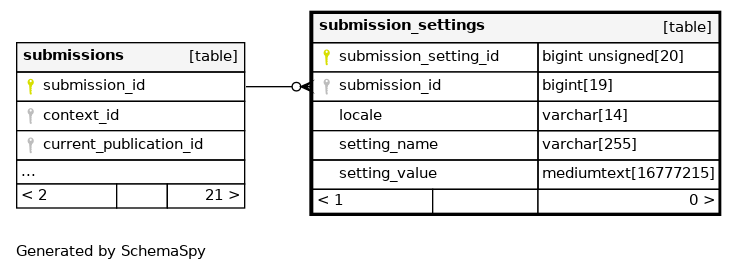 submissions [table]
submission_id
context_id
current_publication_id
...
< 2 21 >
submission_settings [table]
submission_setting_id bigint unsigned[20]
submission_id bigint[19]
locale varchar[14]
setting_name varchar[255]
setting_value mediumtext[16777215]
< 1 0 >
Generated by SchemaSpy